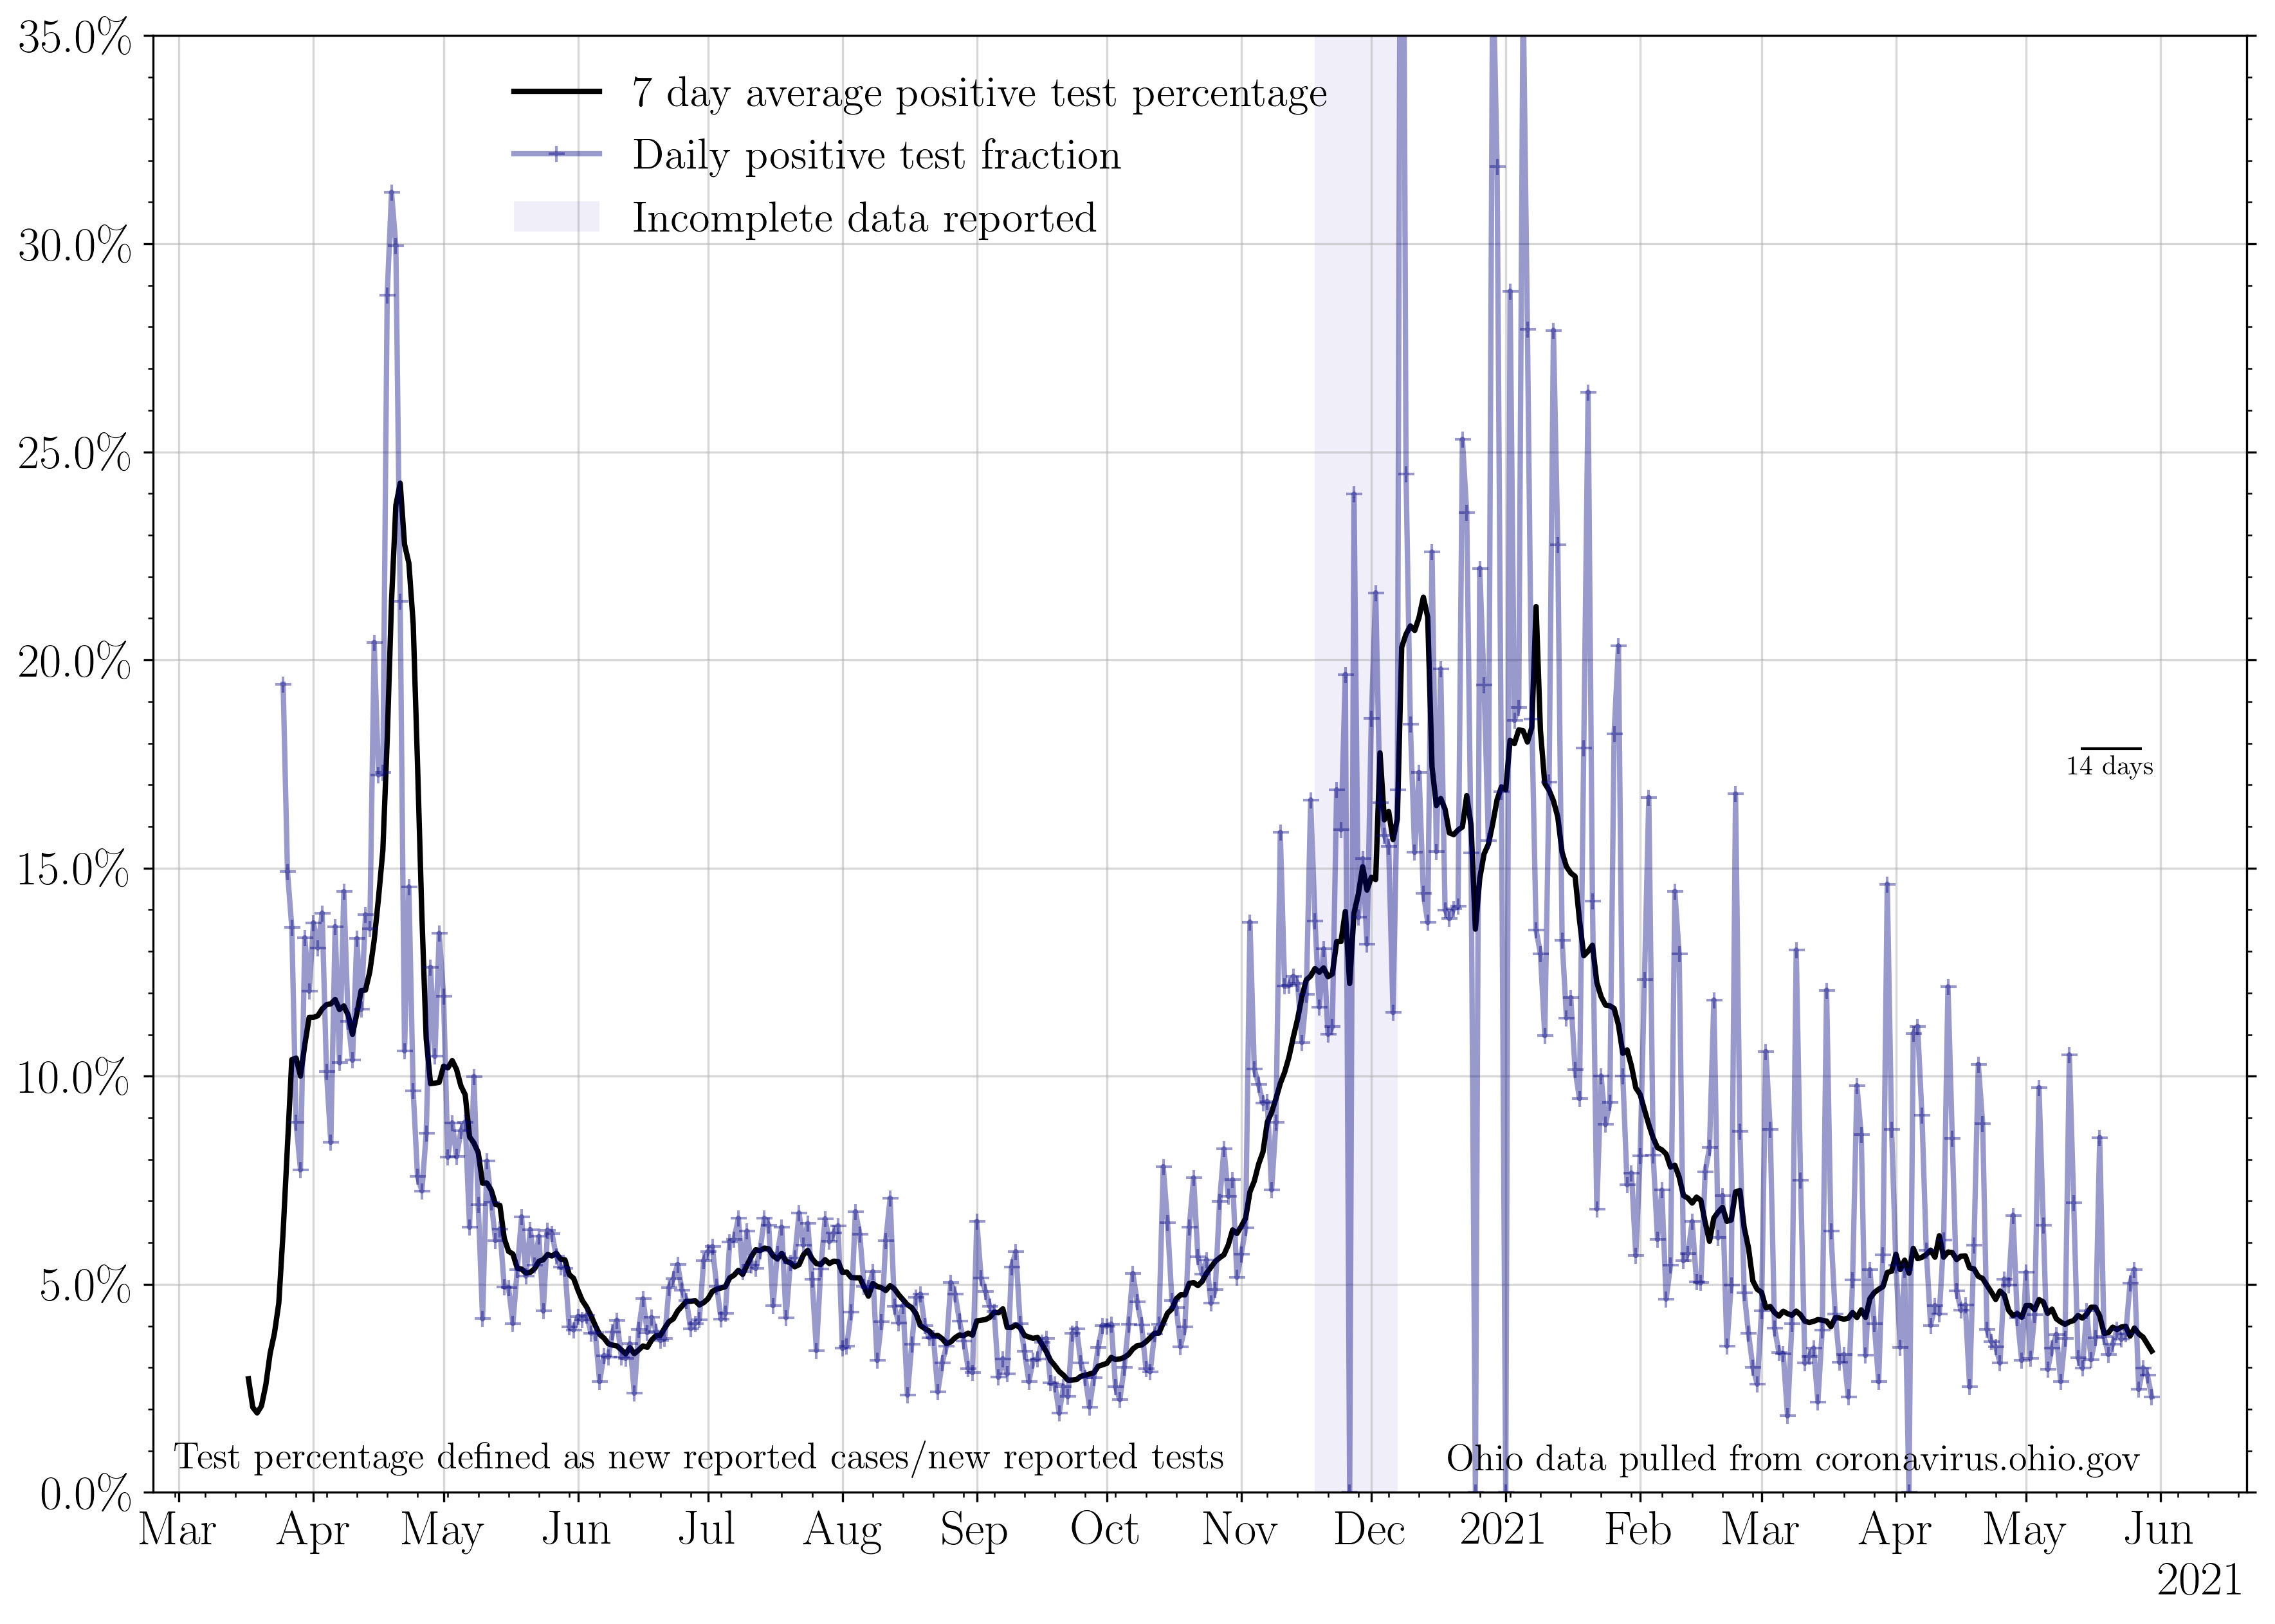 35.0%
30.0%
25.0%
20.0%
15.0%
10.0%
5.0%
0.0%
7 day average positive test percentage
Daily positive test fraction
Incomplete data reported
14 days
Test percentage defined as new reported cases/new reported tests
Ohio data pulled from coronavirus.ohio.gov
Mar Apr May Jun Jul Aug Sep Oct Nov Dec 2021 Feb Mar Apr May Jun
2021